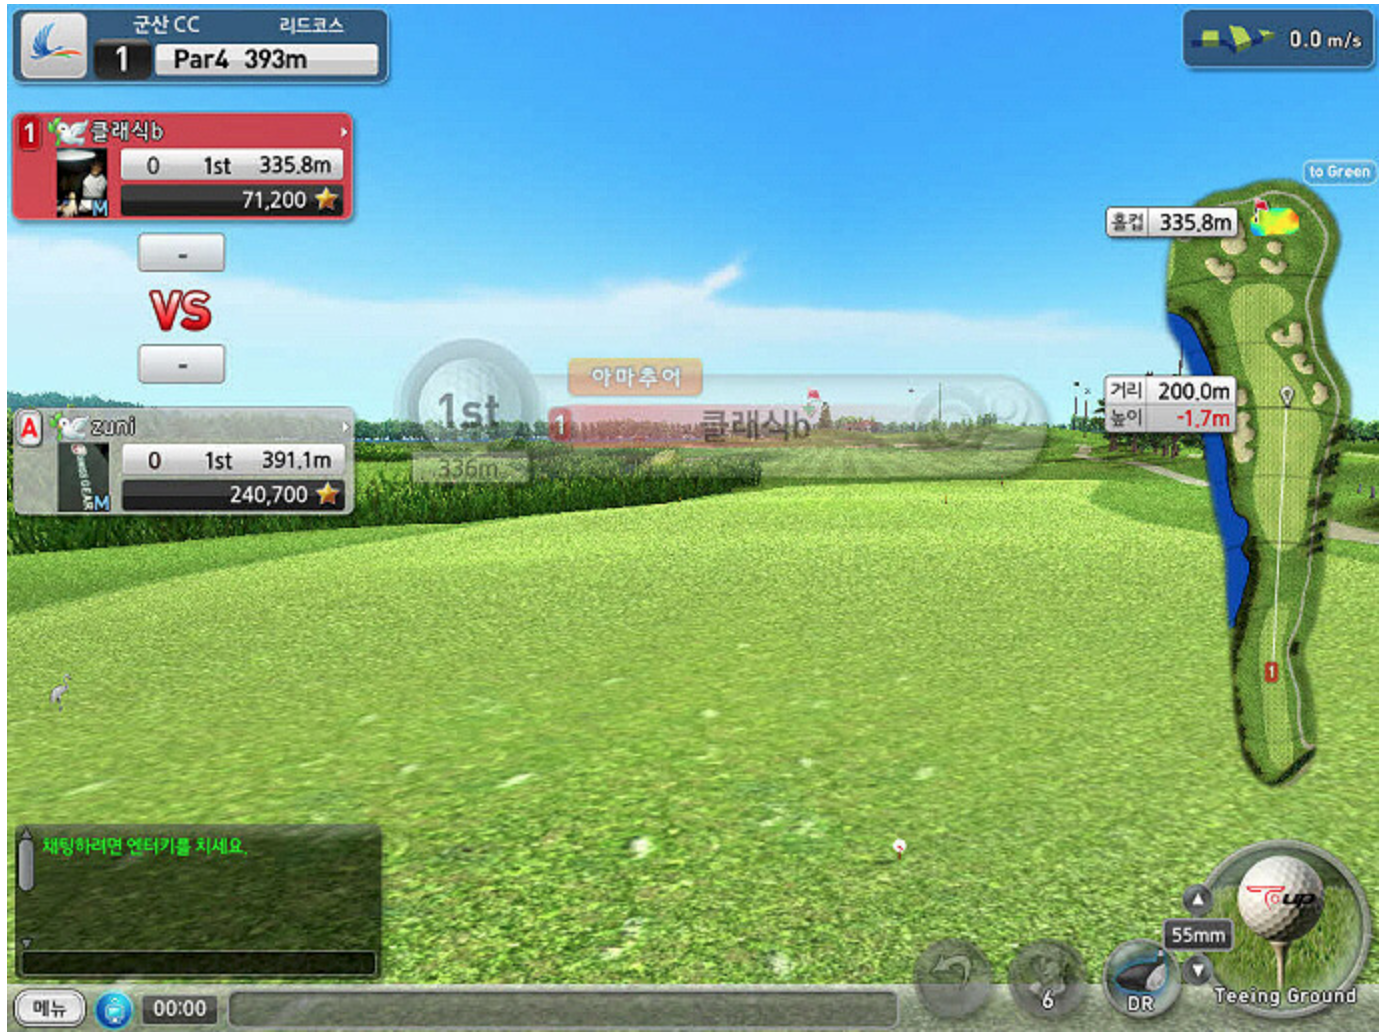 군산 CC 리드코스
1 Par4 393m
0.0 m/s
1 클래식b
0 1st 335.8m
71,200
M
-
VS
-
A zuni
0 1st 391.1m
240,700
M
to Green
홀컵 335.8m
거리 200.0m
높이 -1.7m
1
1st
아마추어
1 클래식b
336m
채팅하려면 엔터키를 치세요.
up
55mm
6
DR
Teeing Ground
메뉴
00:00